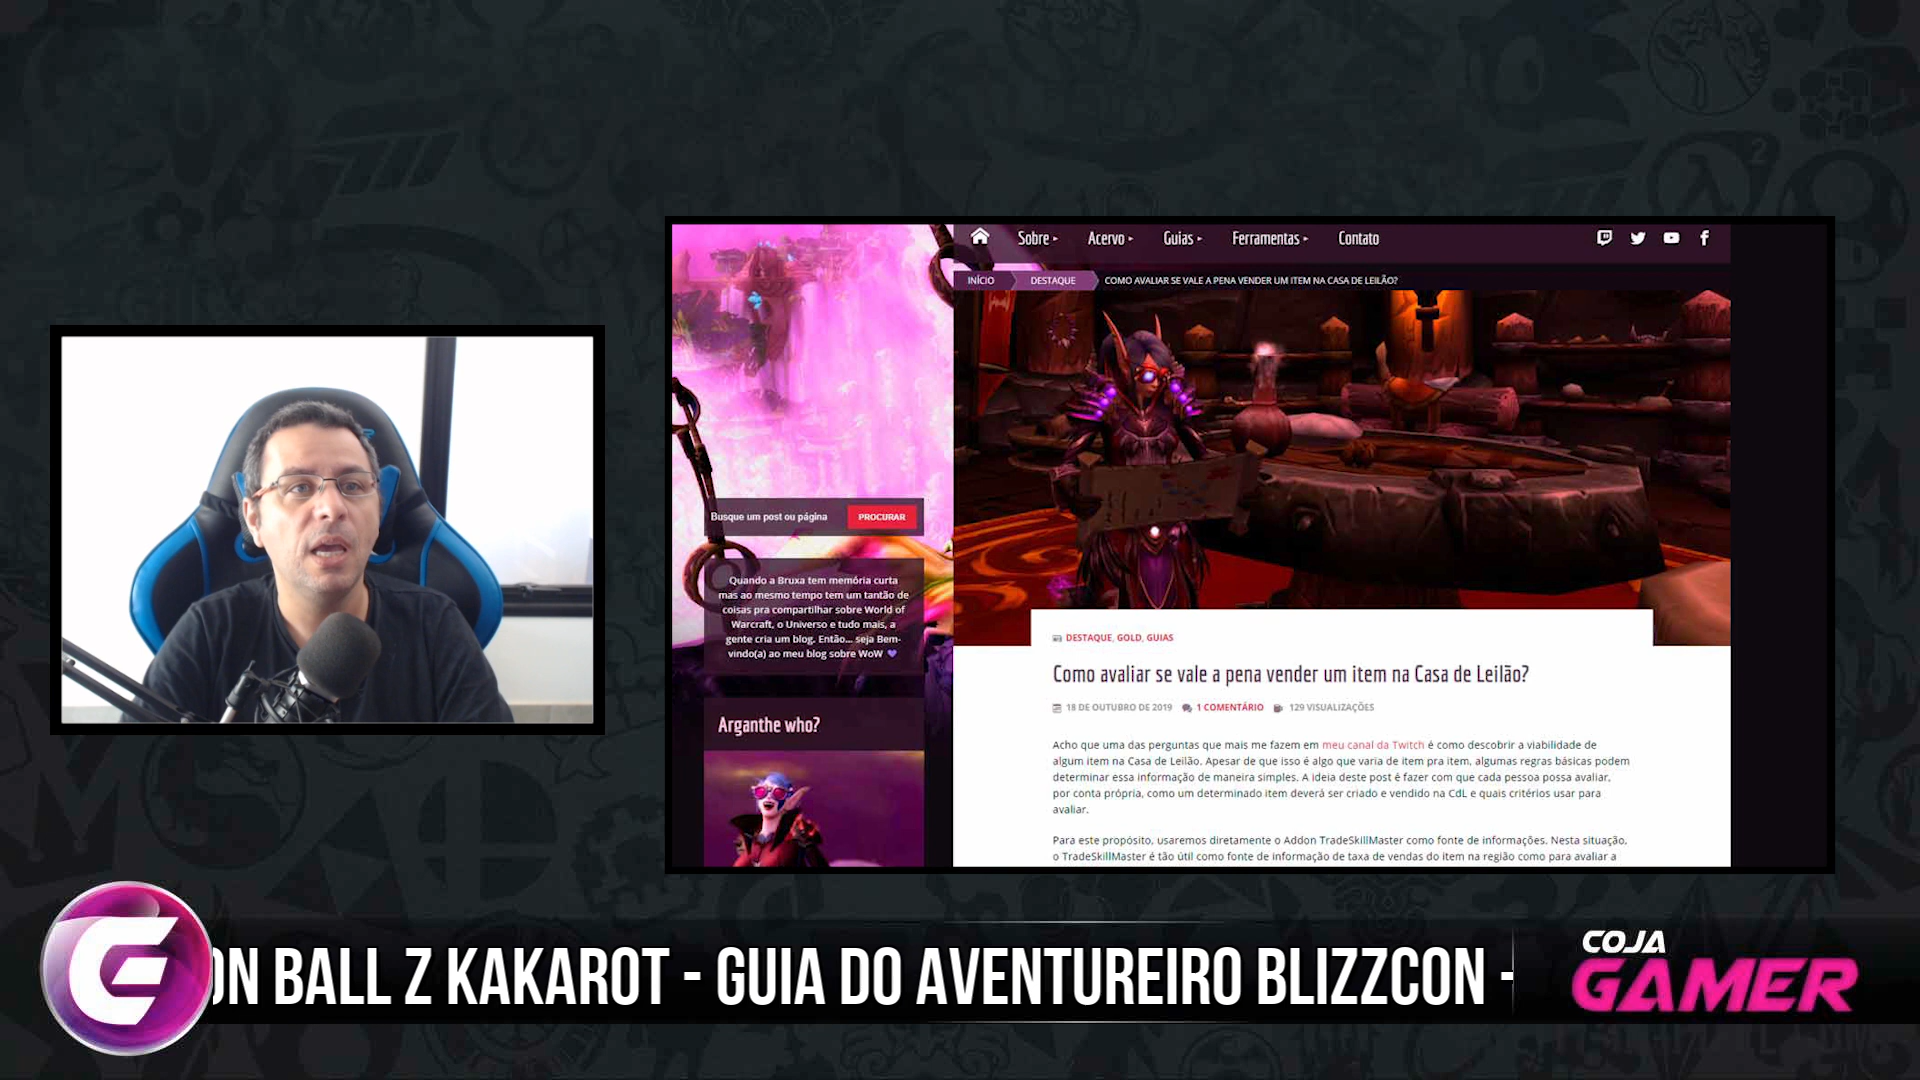 Sobre
Acervo
Guias
Ferramentas
Contato
INÍCIO
DESTAQUE
COMO AVALIAR SE VALE A PENA VENDER UM ITEM NA CASA DE LEILÃO?
Busque um post ou página
PROCURAR
Quando a Bruxa tem memória curta
mas ao mesmo tempo tem um tantão de
coisas pra compartilhar sobre World of
Warcraft, o Universo e tudo mais, a
gente cria um blog. Então... seja Bem-
vindo(a) ao meu blog sobre WoW 💜
Arganthe who?
DESTAQUE, GOLD, GUIAS
Como avaliar se vale a pena vender um item na Casa de Leilão?
18 DE OUTUBRO DE 2019 1 COMENTÁRIO 129 VISUALIZAÇÕES
Acho que uma das perguntas que mais me fazem em meu canal da Twitch é como descobrir a viabilidade de
algum item na Casa de Leilão. Apesar de que isso é algo que varia de item pra item, algumas regras básicas podem
determinar essa informação de maneira simples. A ideia deste post é fazer com que cada pessoa possa avaliar,
por conta própria, como um determinado item deverá ser criado e vendido na CdL e quais critérios usar para
avaliar.
Para este propósito, usaremos diretamente o Addon TradeSkillMaster como fonte de informações. Nesta situação,
o TradeSkillMaster é tão útil como fonte de informação de taxa de vendas do item na região como para avaliar a
ON BALL Z KAKAROT - GUIA DO AVENTUREIRO BLIZZCON -
COJA
GAMER